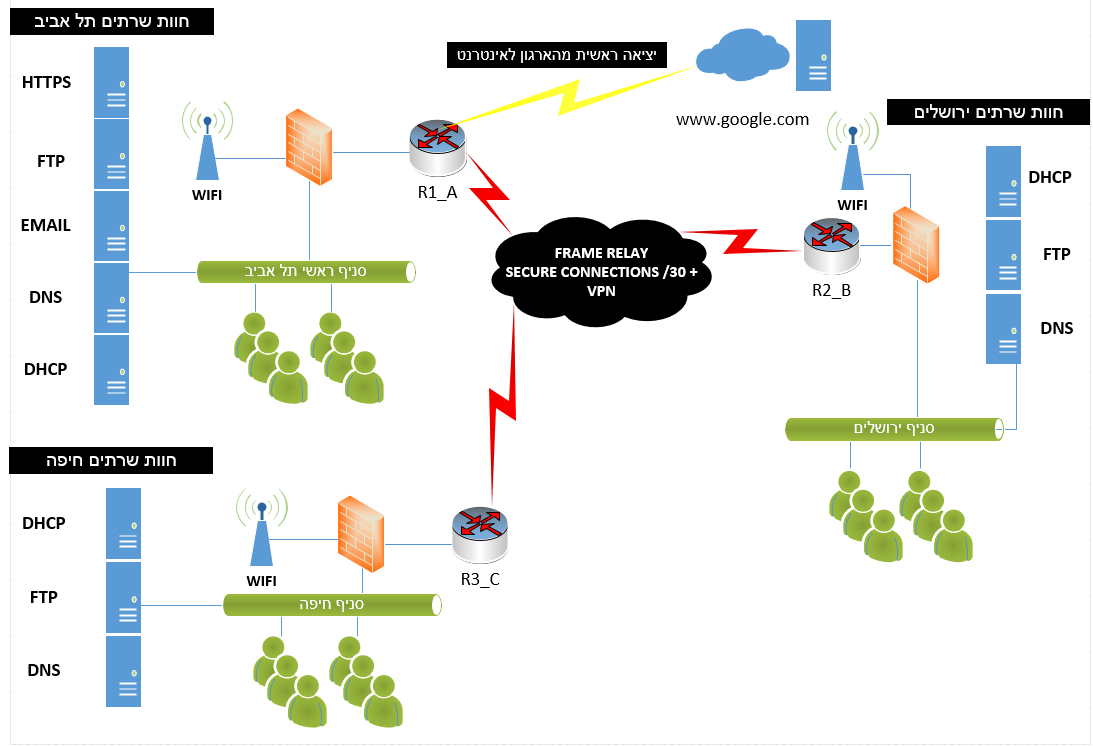 חוות שרתים תל אביב
HTTPS
FTP
EMAIL
DNS
DHCP
WIFI
R1_A
יציאה ראשית מהארגון לאינטרנט
www.google.com
סניף ראשי תל אביב
FRAME RELAY
SECURE CONNECTIONS /30 +
VPN
חוות שרתים ירושלים
DHCP
FTP
DNS
WIFI
R2_B
סניף ירושלים
חוות שרתים חיפה
DHCP
FTP
DNS
WIFI
R3_C
סניף חיפה